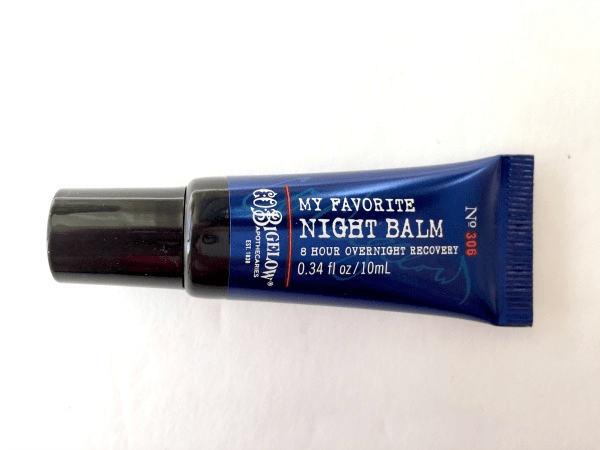 C.O. BIGELOW®
APOTHECARIES
EST. 1838
MY FAVORITE
NIGHT BALM
8 HOUR OVERNIGHT RECOVERY
0.34 fl oz/10mL
Nº 306